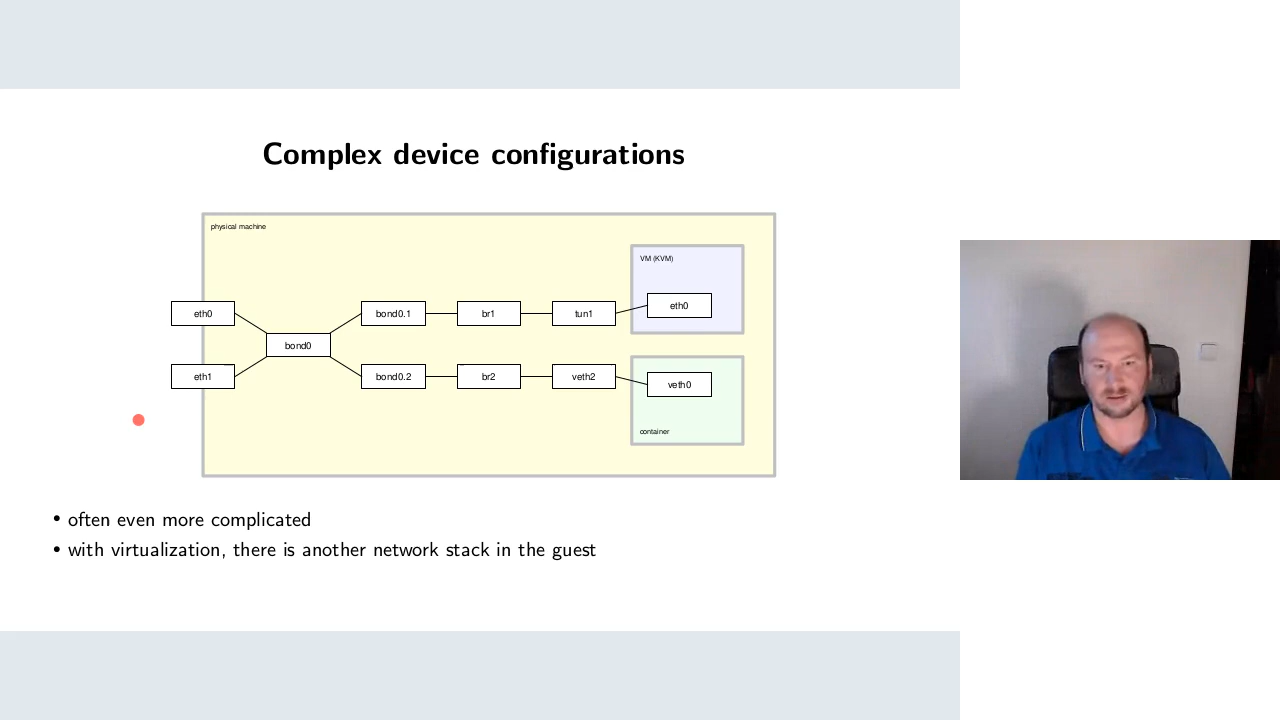 Complex device configurations
physical machine
VM (KVM)
eth0
bond0.1
br1
tun1
eth0
bond0
eth1
bond0.2
br2
veth2
veth0
container
• often even more complicated
• with virtualization, there is another network stack in the guest